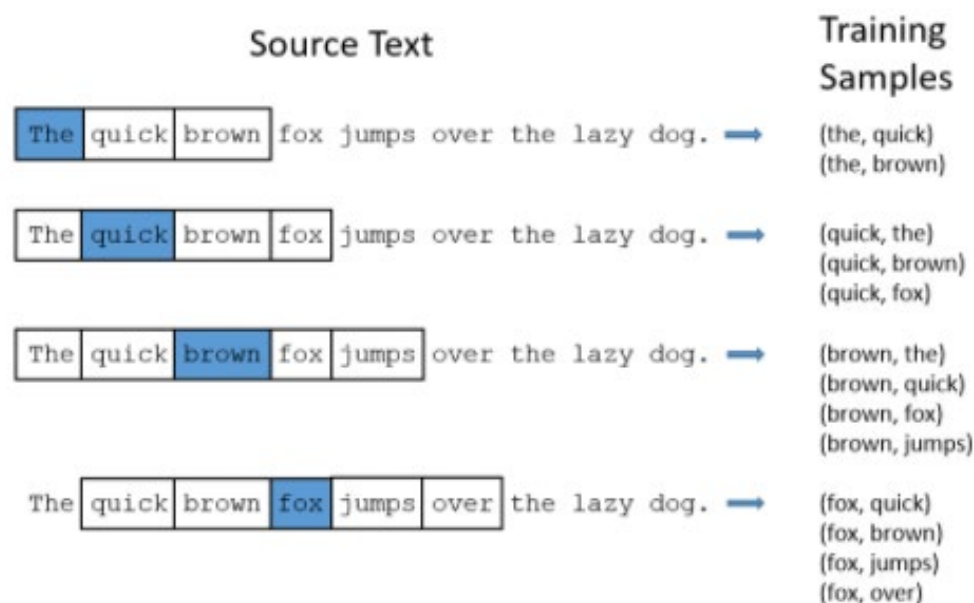 Source Text
Training
Samples
The quick brown fox jumps over the lazy dog.
(the, quick)
(the, brown)
The quick brown fox jumps over the lazy dog.
(quick, the)
(quick, brown)
(quick, fox)
The quick brown fox jumps over the lazy dog.
(brown, the)
(brown, quick)
(brown, fox)
(brown, jumps)
The quick brown fox jumps over the lazy dog.
(fox, quick)
(fox, brown)
(fox, jumps)
(fox, over)